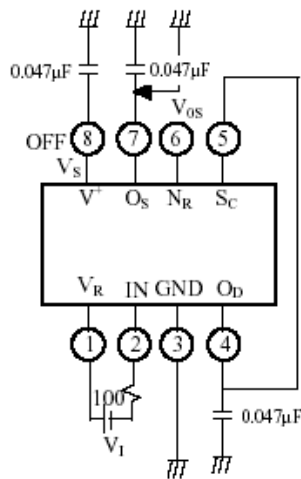 0.047μF
0.047μF
V0S
OFF 8 7 6 5
VS
V+ OS NR SC
VR IN GND OD
1 2 3 4
100
VI
0.047μF